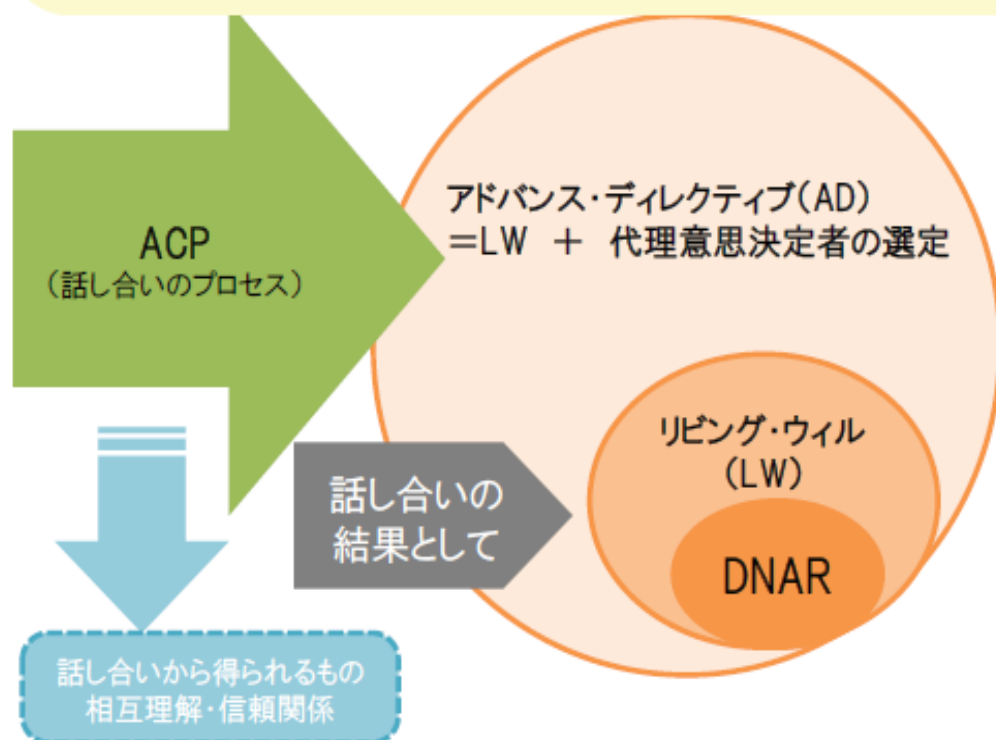 ACP
(話し合いのプロセス)
アドバンス・ディレクティブ(AD)
=LW + 代理意思決定者の選定
リビング・ウィル
(LW)
DNAR
話し合いの
結果として
話し合いから得られるもの
相互理解・信頼関係